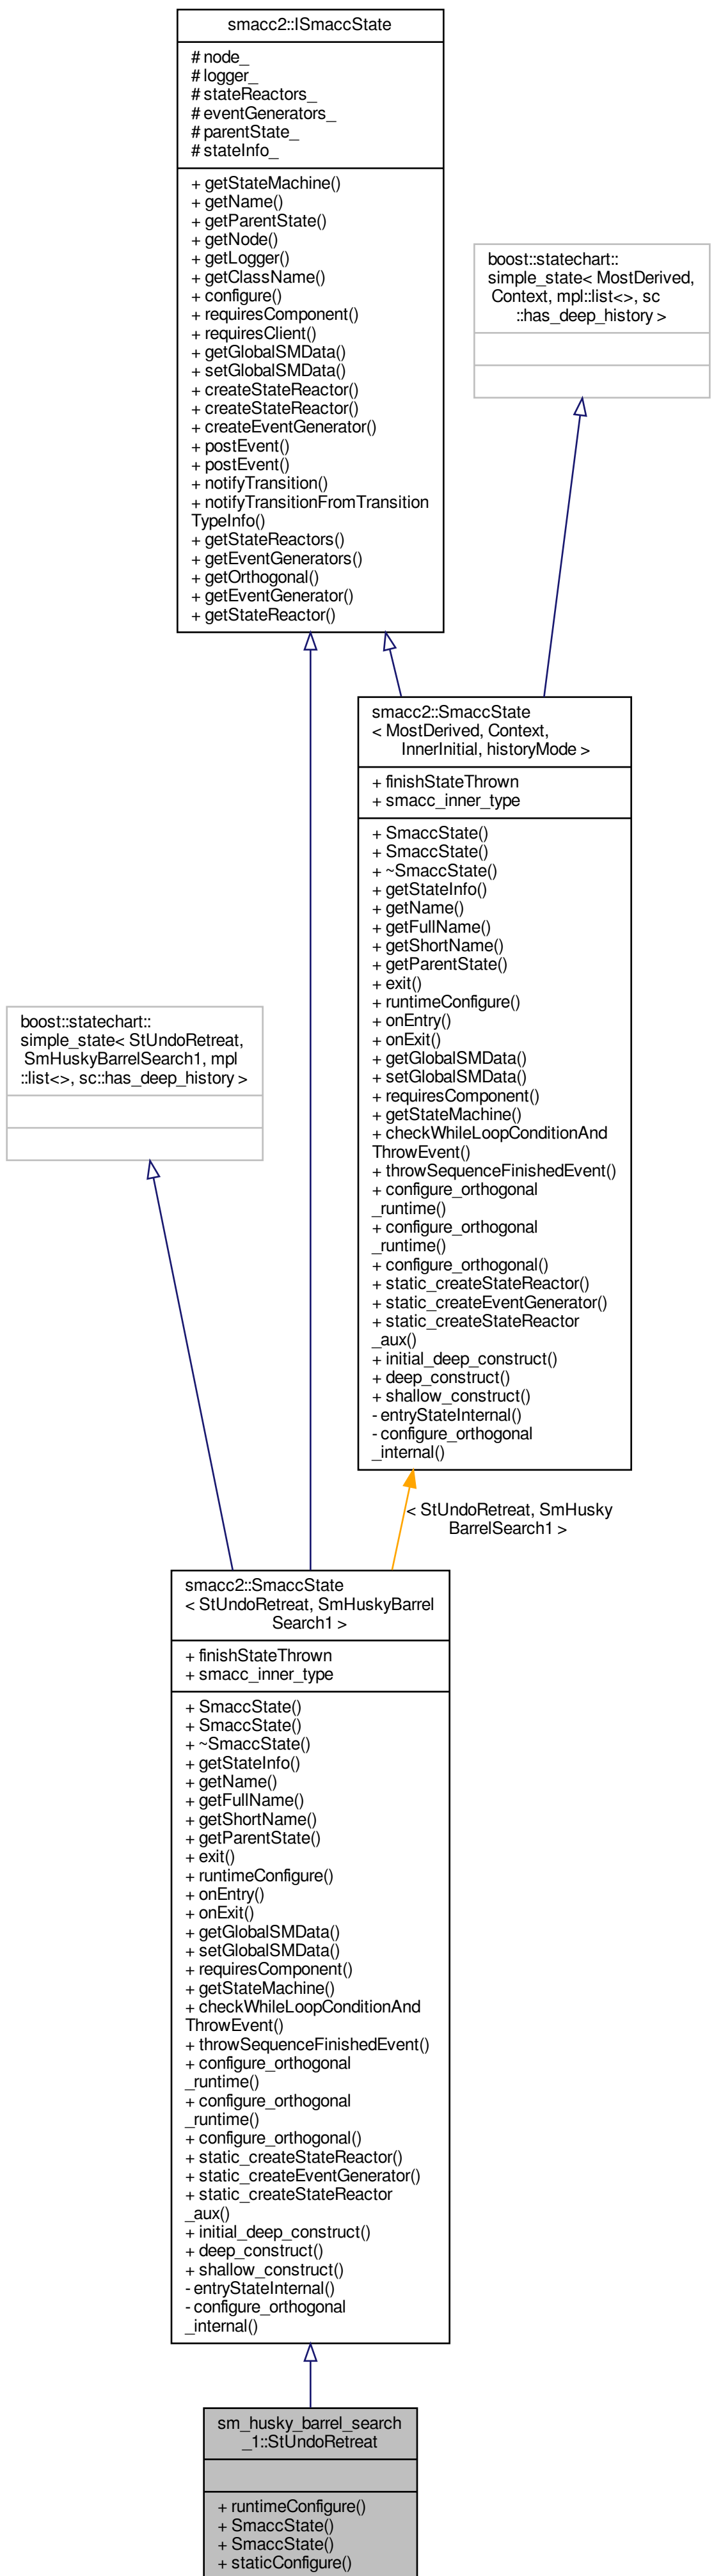 smacc2::ISmaccState
# node_
# logger_
# stateReactors_
# eventGenerators_
# parentState_
# stateInfo_
+ getStateMachine()
+ getName()
+ getParentState()
+ getNode()
+ getLogger()
+ getClassName()
+ configure()
+ requiresComponent()
+ requiresClient()
+ getGlobalSMData()
+ setGlobalSMData()
+ createStateReactor()
+ createStateReactor()
+ createEventGenerator()
+ postEvent()
+ postEvent()
+ notifyTransition()
+ notifyTransitionFromTransition
TypeInfo()
+ getStateReactors()
+ getEventGenerators()
+ getOrthogonal()
+ getEventGenerator()
+ getStateReactor()
boost::statechart::
simple_state< MostDerived,
Context, mpl::list<>, sc
::has_deep_history >
smacc2::SmaccState
< MostDerived, Context,
InnerInitial, historyMode >
+ finishStateThrown
+ smacc_inner_type
+ SmaccState()
+ SmaccState()
+ ~SmaccState()
+ getStateInfo()
+ getName()
+ getFullName()
+ getShortName()
+ getParentState()
+ exit()
+ runtimeConfigure()
+ onEntry()
+ onExit()
+ getGlobalSMData()
+ setGlobalSMData()
+ requiresComponent()
+ getStateMachine()
+ checkWhileLoopConditionAnd
ThrowEvent()
+ throwSequenceFinishedEvent()
+ configure_orthogonal
_runtime()
+ configure_orthogonal
_runtime()
+ configure_orthogonal()
+ static_createStateReactor()
+ static_createEventGenerator()
+ static_createStateReactor
_aux()
+ initial_deep_construct()
+ deep_construct()
+ shallow_construct()
- entryStateInternal()
- configure_orthogonal
_internal()
boost::statechart::
simple_state< StUndoRetreat,
SmHuskyBarrelSearch1, mpl
::list<>, sc::has_deep_history >
< StUndoRetreat, SmHusky
BarrelSearch1 >
smacc2::SmaccState
< StUndoRetreat, SmHuskyBarrel
Search1 >
+ finishStateThrown
+ smacc_inner_type
+ SmaccState()
+ SmaccState()
+ ~SmaccState()
+ getStateInfo()
+ getName()
+ getFullName()
+ getShortName()
+ getParentState()
+ exit()
+ runtimeConfigure()
+ onEntry()
+ onExit()
+ getGlobalSMData()
+ setGlobalSMData()
+ requiresComponent()
+ getStateMachine()
+ checkWhileLoopConditionAnd
ThrowEvent()
+ throwSequenceFinishedEvent()
+ configure_orthogonal
_runtime()
+ configure_orthogonal
_runtime()
+ configure_orthogonal()
+ static_createStateReactor()
+ static_createEventGenerator()
+ static_createStateReactor
_aux()
+ initial_deep_construct()
+ deep_construct()
+ shallow_construct()
- entryStateInternal()
- configure_orthogonal
_internal()
sm_husky_barrel_search
_1::StUndoRetreat
+ runtimeConfigure()
+ SmaccState()
+ SmaccState()
+ staticConfigure()